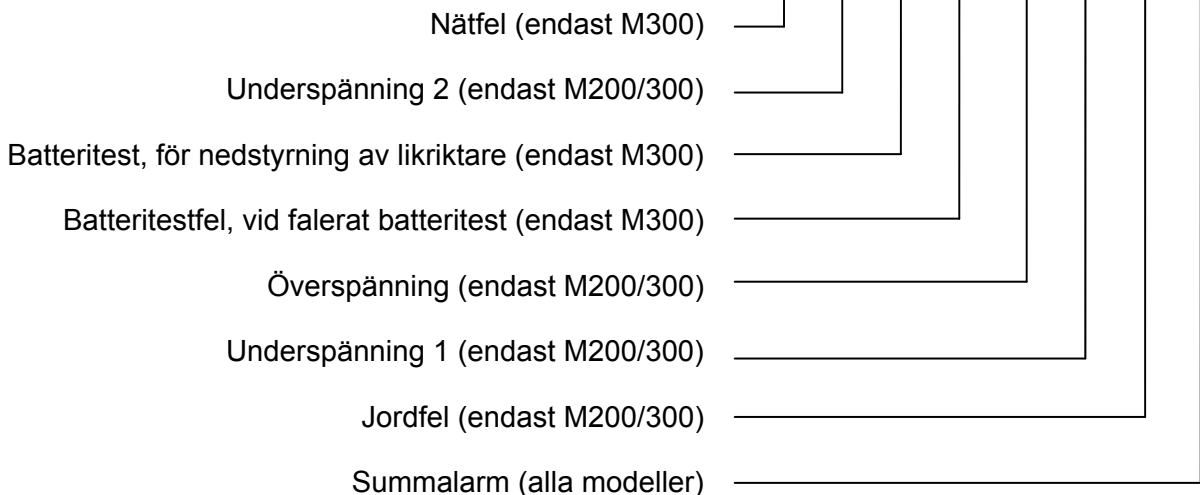 Nätfel (endast M300)
Underspänning 2 (endast M200/300)
Batteritest, för nedstyrning av likriktare (endast M300)
Batteritestfel, vid falerat batteritest (endast M300)
Överspänning (endast M200/300)
Underspänning 1 (endast M200/300)
Jordfel (endast M200/300)
Summalarm (alla modeller)